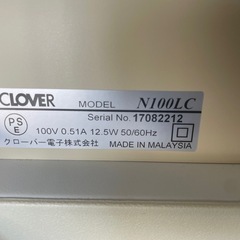 CLOVER MODEL N100LC
Serial No. 17082212
PS
E
100V 0.51A 12.5W 50/60Hz
クローバー電子株式会社 MADE IN MALAYSIA